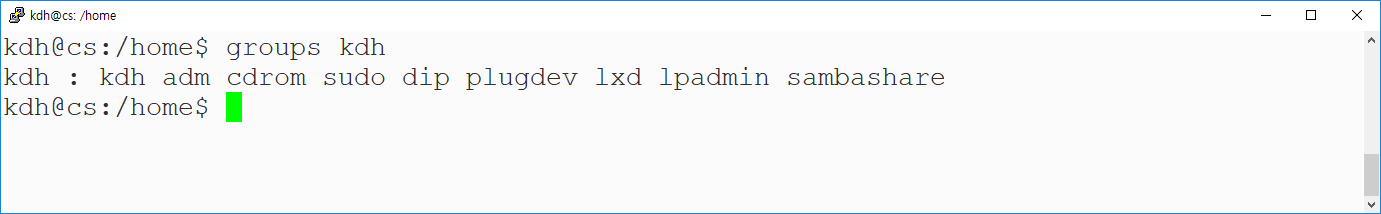 kdh@cs: /home
kdh@cs:/home$ groups kdh
kdh : kdh adm cdrom sudo dip plugdev lxd lpadmin sambashare
kdh@cs:/home$